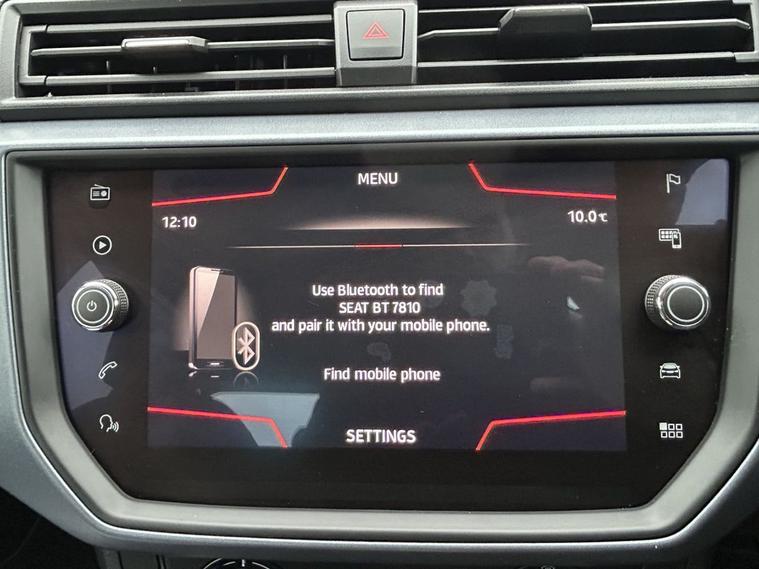 MENU
12:10
10.0℃
Use Bluetooth to find
SEAT BT 7810
and pair it with your mobile phone.
Find mobile phone
SETTINGS